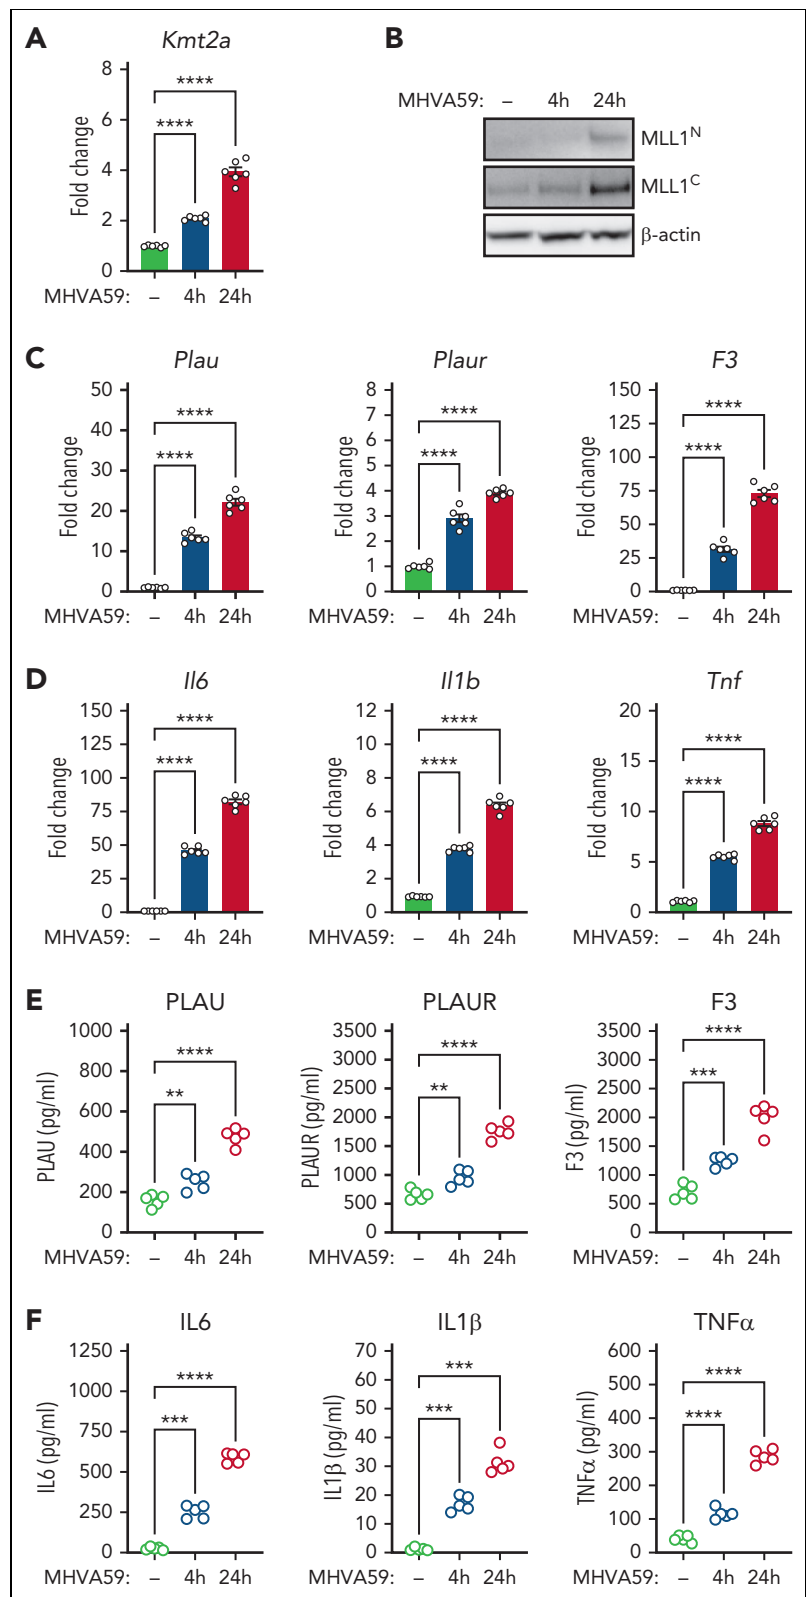 A
Kmt2a
Fold change
8
6
4
2
0
****
****
MHVA59: – 4h 24h
B
MHVA59: – 4h 24h
MLL1N
MLL1C
β-actin
C
Plau
Fold change
50
40
30
20
10
0
****
****
MHVA59: – 4h 24h
Plaur
Fold change
8
7
6
5
4
3
2
1
0
****
****
MHVA59: – 4h 24h
F3
Fold change
150
125
100
75
50
25
0
****
****
MHVA59: – 4h 24h
D
Il6
Fold change
150
125
100
75
50
25
0
****
****
MHVA59: – 4h 24h
Il1b
Fold change
12
10
8
6
4
2
0
****
****
MHVA59: – 4h 24h
Tnf
Fold change
20
15
10
5
0
****
****
MHVA59: – 4h 24h
E
PLAU
PLAU (pg/ml)
1000
800
600
400
200
0
****
**
MHVA59: – 4h 24h
PLAUR
PLAUR (pg/ml)
3500
3000
2500
2000
1500
1000
500
0
****
**
MHVA59: – 4h 24h
F3
F3 (pg/ml)
3500
3000
2500
2000
1500
1000
500
0
****
***
MHVA59: – 4h 24h
F
IL6
IL6 (pg/ml)
1250
1000
750
500
250
0
****
***
MHVA59: – 4h 24h
IL1β
IL1β (pg/ml)
70
60
50
40
30
20
10
0
***
***
MHVA59: – 4h 24h
TNFα
TNFα (pg/ml)
600
500
400
300
200
100
0
****
****
MHVA59: – 4h 24h